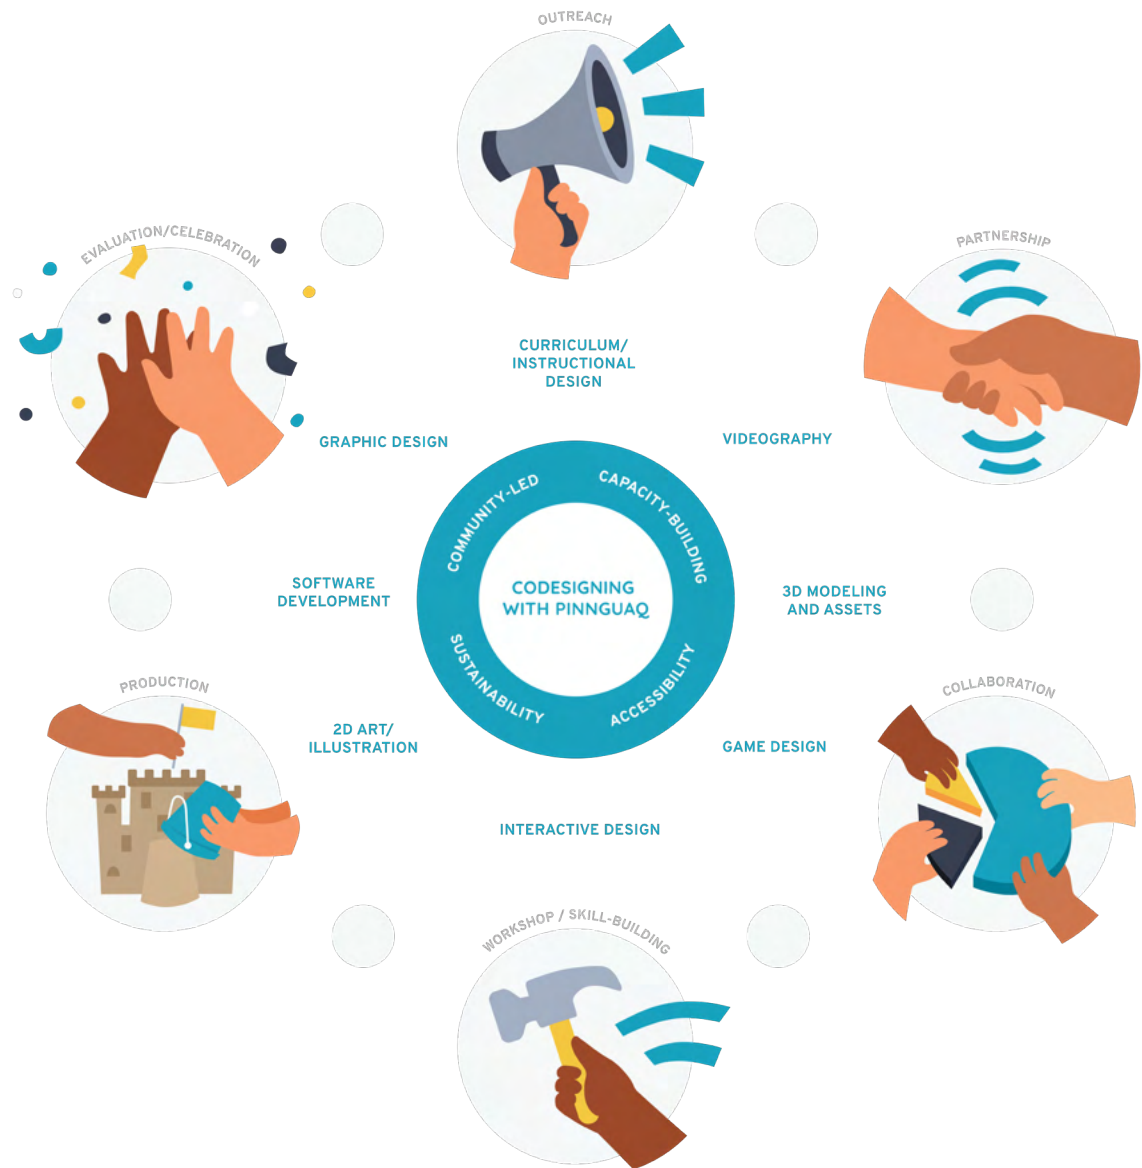 OUTREACH
EVALUATION/CELEBRATION
PARTNERSHIP
CURRICULUM/
INSTRUCTIONAL
DESIGN
GRAPHIC DESIGN
VIDEOGRAPHY
COMMUNITY-LED
CAPACITY-BUILDING
SOFTWARE
DEVELOPMENT
CODESIGNING
WITH PINNGUAQ
3D MODELING
AND ASSETS
SUSTAINABILITY
ACCESSIBILITY
PRODUCTION
COLLABORATION
2D ART/
ILLUSTRATION
GAME DESIGN
INTERACTIVE DESIGN
WORKSHOP / SKILL-BUILDING